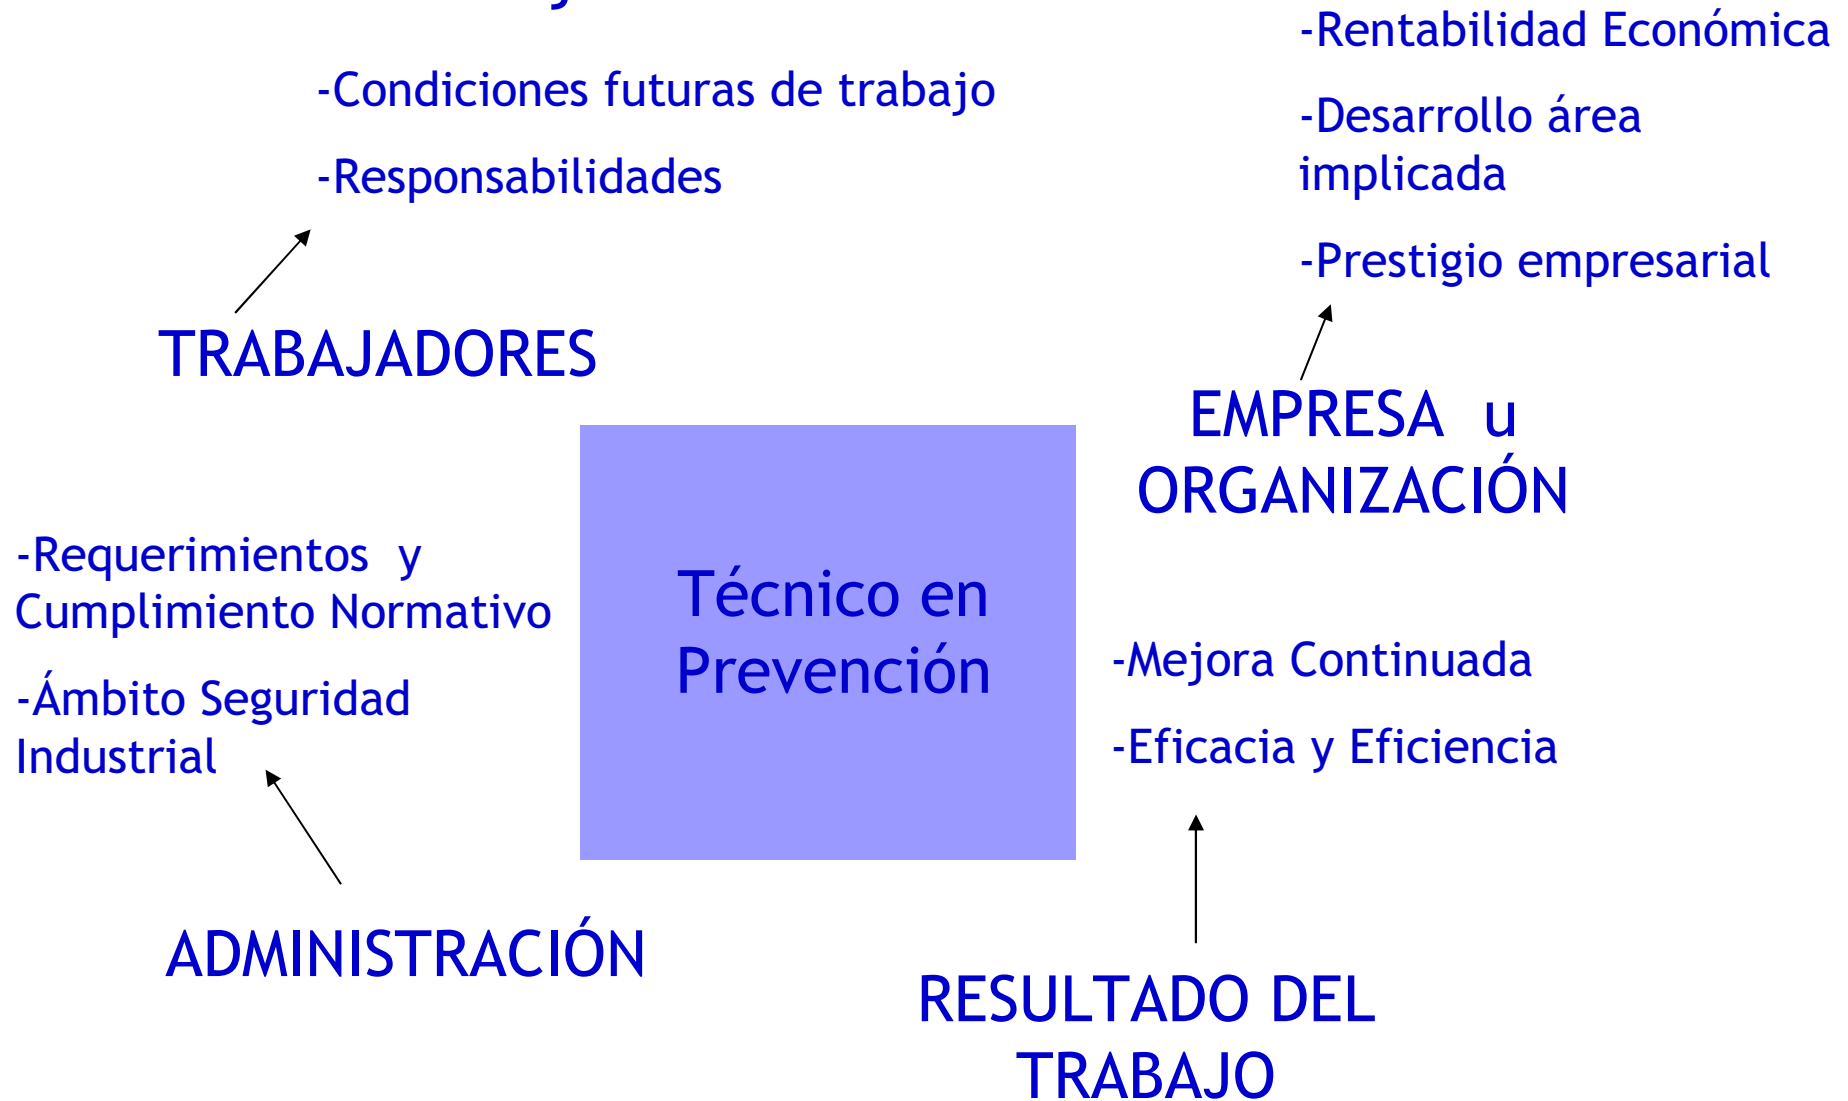 -Condiciones futuras de trabajo
-Responsabilidades
TRABAJADORES
-Rentabilidad Económica
-Desarrollo área
implicada
-Prestigio empresarial
EMPRESA u
ORGANIZACIÓN
-Requerimientos y
Cumplimiento Normativo
-Ámbito Seguridad
Industrial
ADMINISTRACIÓN
Técnico en
Prevención
-Mejora Continuada
-Eficacia y Eficiencia
RESULTADO DEL
TRABAJO